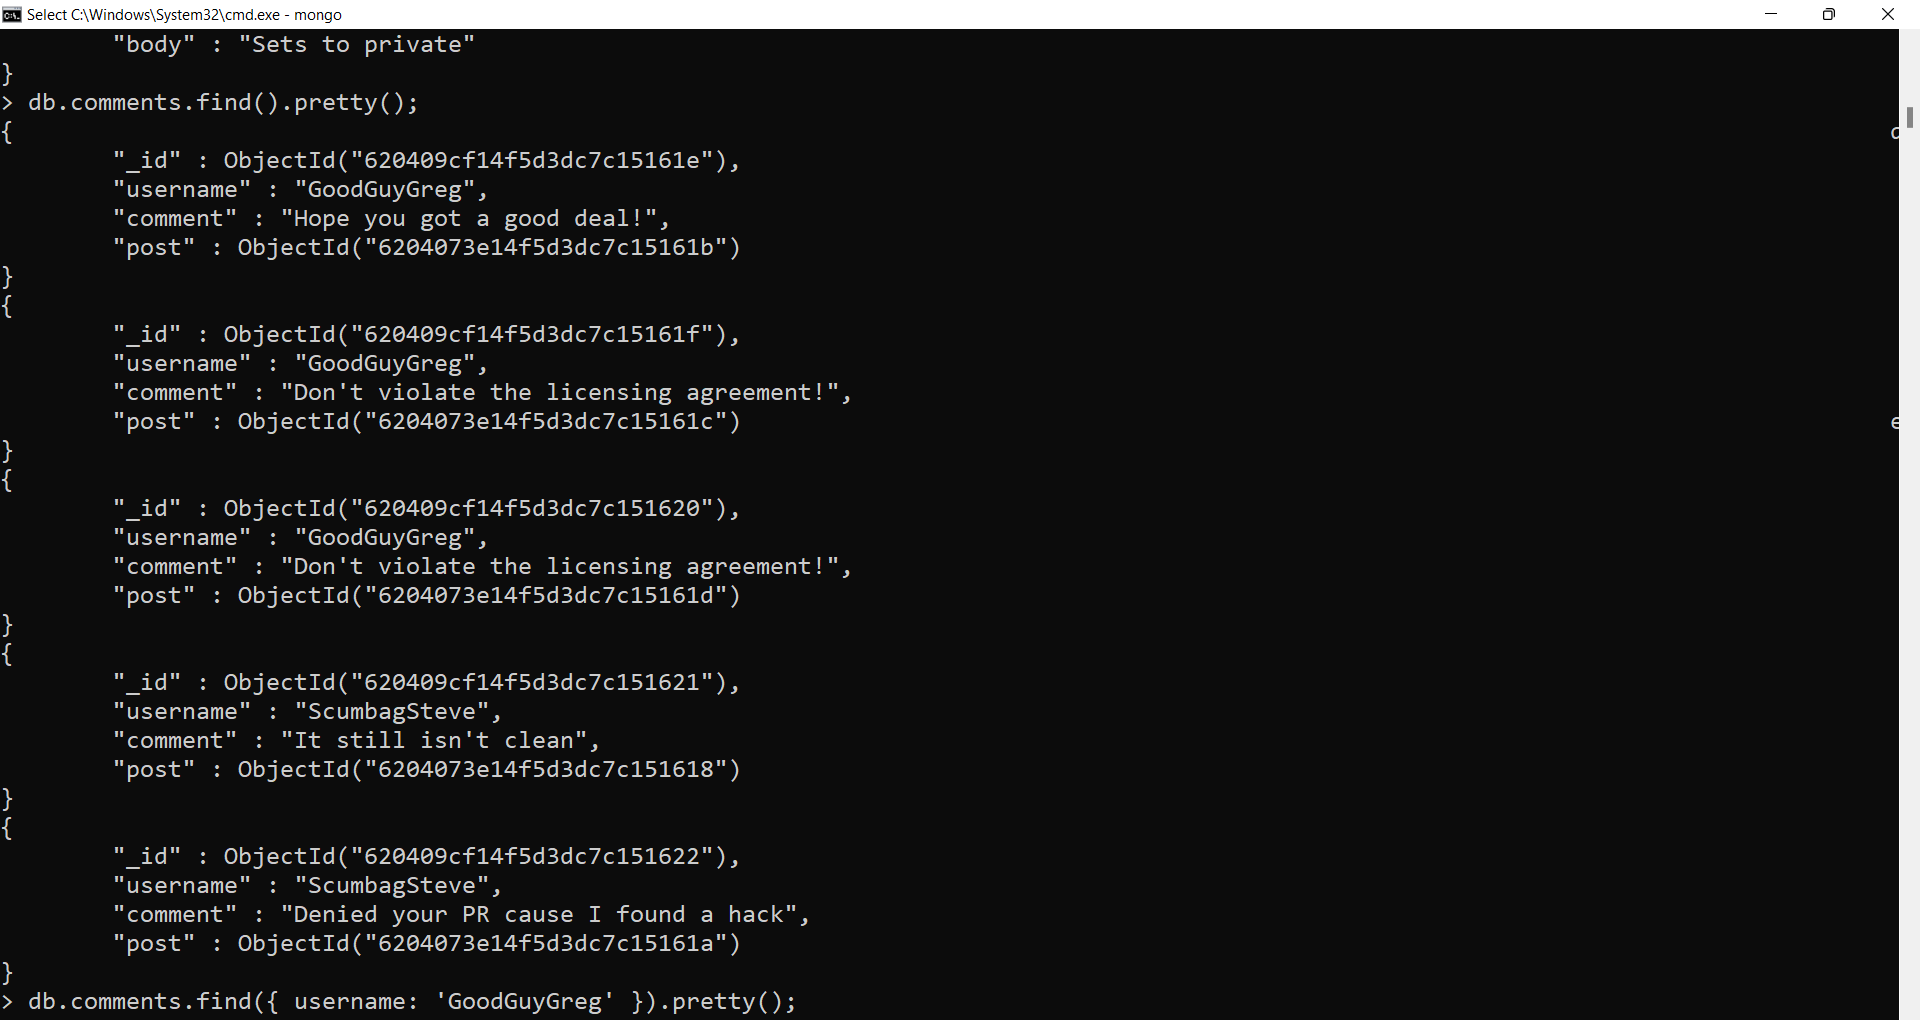 Select C:\Windows\System32\cmd.exe - mongo
"body" : "Sets to private"
}
> db.comments.find().pretty();
{
"_id" : ObjectId("620409cf14f5d3dc7c15161e"),
"username" : "GoodGuyGreg",
"comment" : "Hope you got a good deal!",
"post" : ObjectId("6204073e14f5d3dc7c15161b")
}
{
"_id" : ObjectId("620409cf14f5d3dc7c15161f"),
"username" : "GoodGuyGreg",
"comment" : "Don't violate the licensing agreement!",
"post" : ObjectId("6204073e14f5d3dc7c15161c")
}
{
"_id" : ObjectId("620409cf14f5d3dc7c151620"),
"username" : "GoodGuyGreg",
"comment" : "Don't violate the licensing agreement!",
"post" : ObjectId("6204073e14f5d3dc7c15161d")
}
{
"_id" : ObjectId("620409cf14f5d3dc7c151621"),
"username" : "ScumbagSteve",
"comment" : "It still isn't clean",
"post" : ObjectId("6204073e14f5d3dc7c151618")
}
{
"_id" : ObjectId("620409cf14f5d3dc7c151622"),
"username" : "ScumbagSteve",
"comment" : "Denied your PR cause I found a hack",
"post" : ObjectId("6204073e14f5d3dc7c15161a")
}
> db.comments.find({ username: 'GoodGuyGreg' }).pretty();